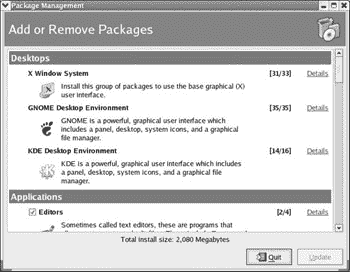 Package Management
Add or Remove Packages
Desktops
X Window System [31/33] Details
Install this group of packages to use the base graphical (X)
user interface.
GNOME Desktop Environment [35/35] Details
GNOME is a powerful, graphical user interface which
includes a panel, desktop, system icons, and a graphical
file manager.
KDE Desktop Environment [14/16] Details
KDE is a powerful, graphical user interface which includes
a panel, desktop, system icons, and a graphical file
manager.
Applications
Editors [2/4] Details
Sometimes called text editors, these are programs that
Total install size: 2,080 Megabytes
Quit Update